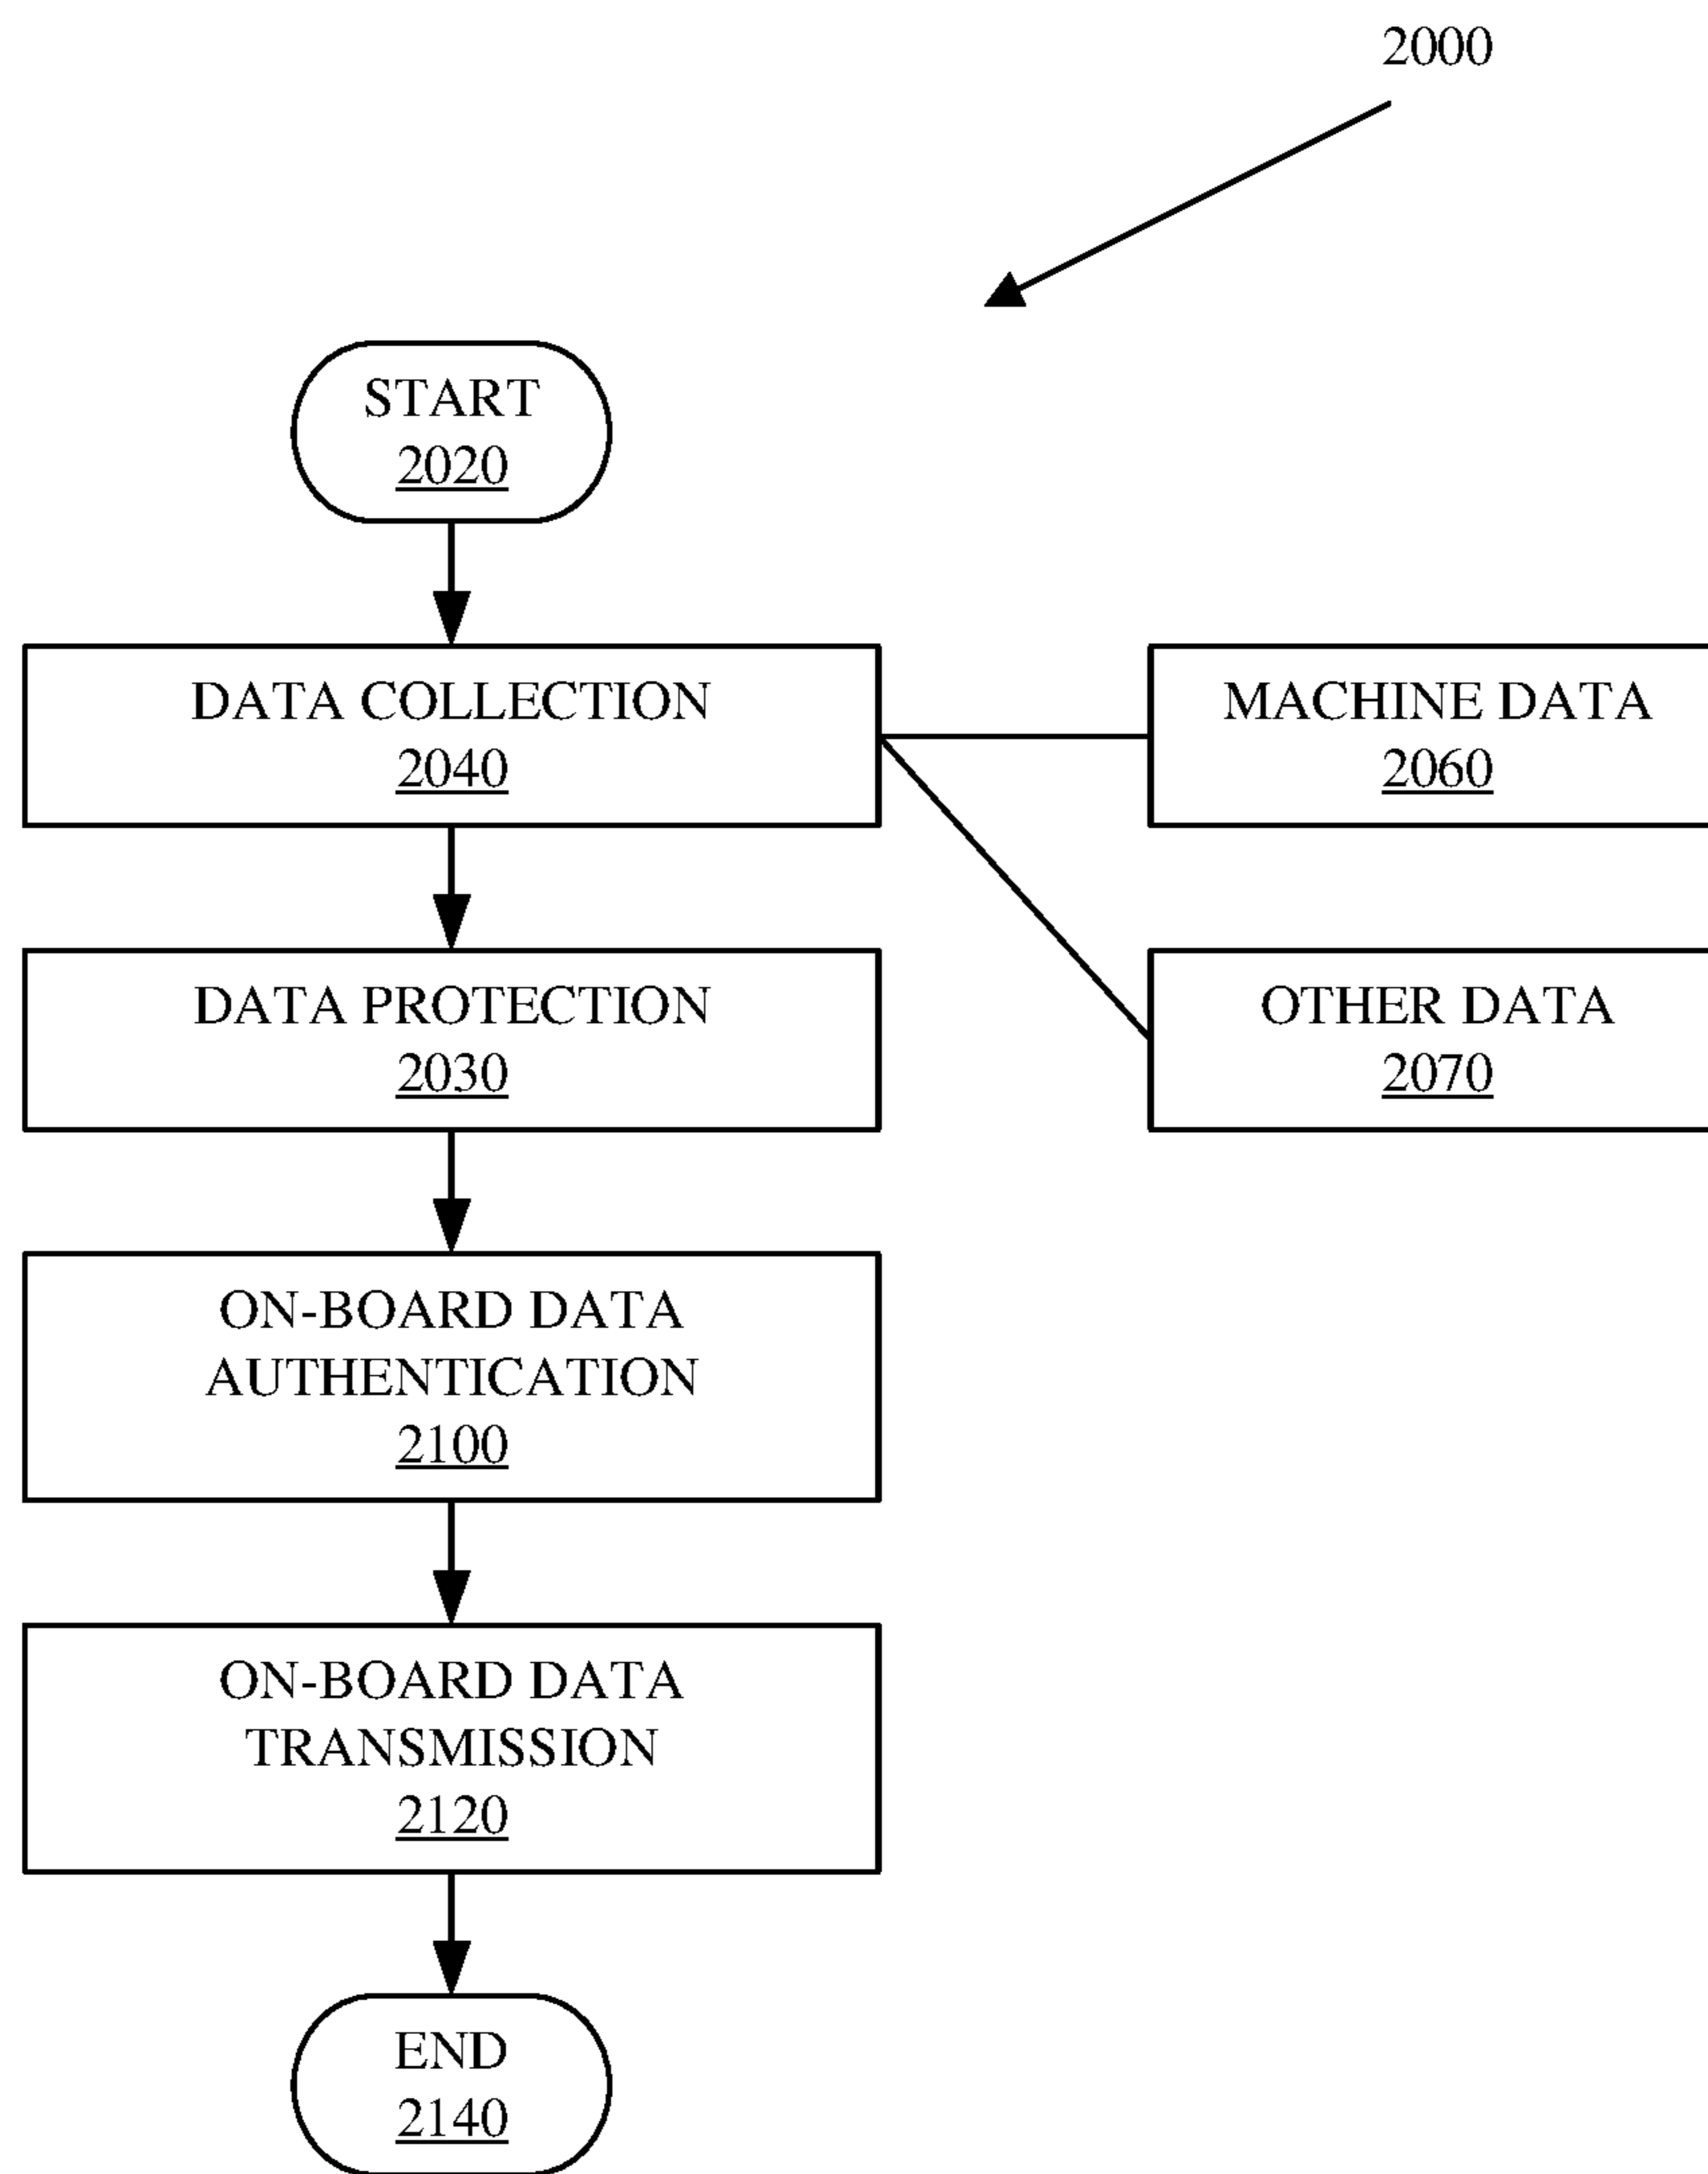 2000
START
2020
DATA COLLECTION
2040
MACHINE DATA
2060
DATA PROTECTION
2030
OTHER DATA
2070
ON-BOARD DATA
AUTHENTICATION
2100
ON-BOARD DATA
TRANSMISSION
2120
END
2140